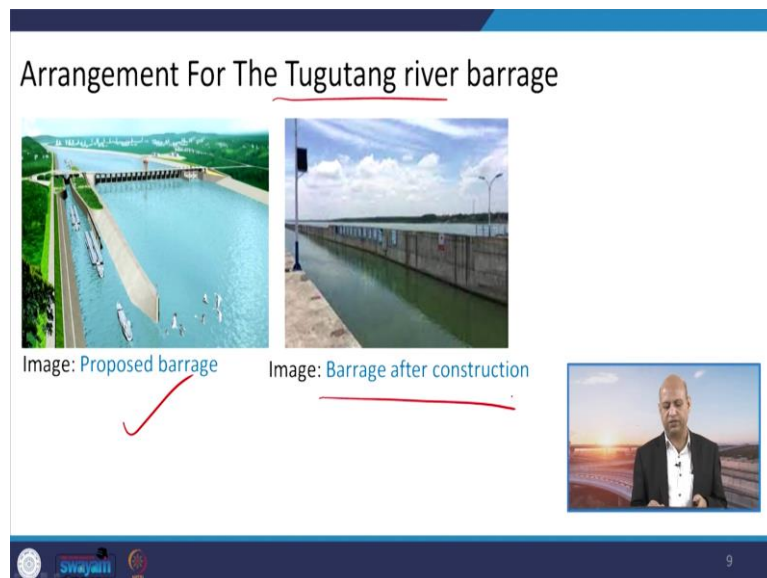 Arrangement For The Tugutang river barrage
Image: Proposed barrage
Image: Barrage after construction
swayam
9